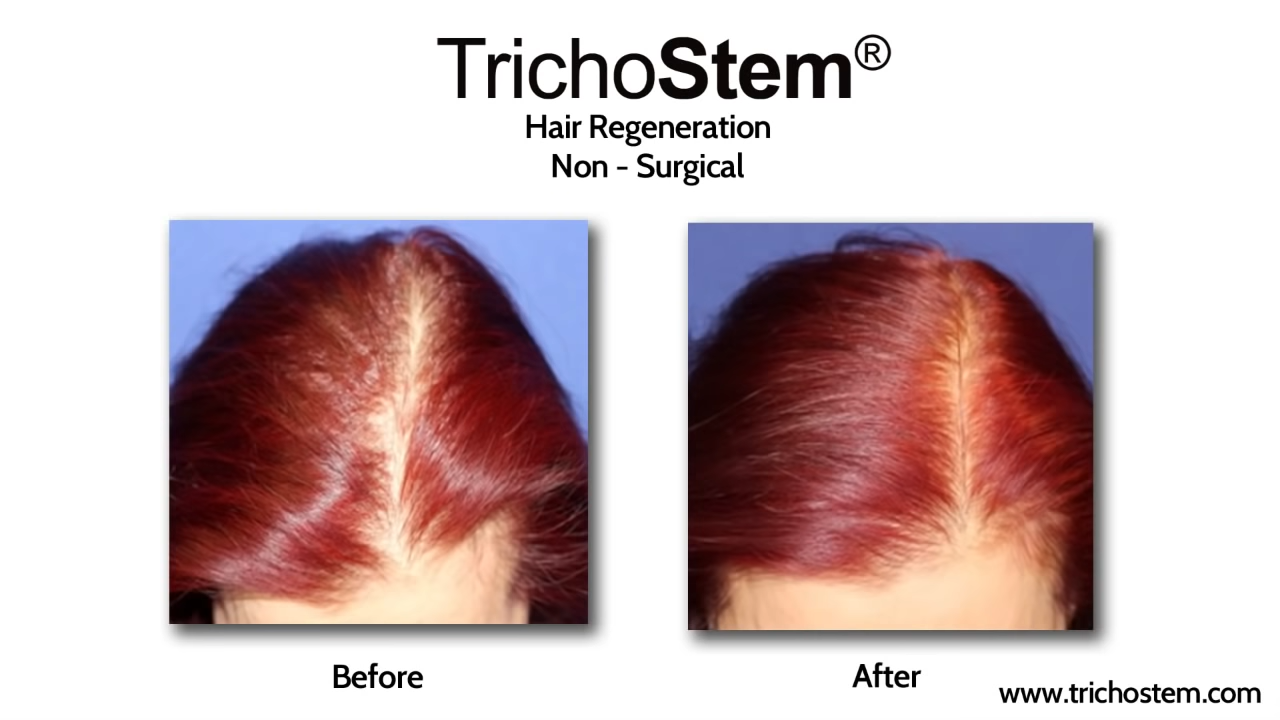 TrichoStem®
Hair Regeneration
Non - Surgical
Before
After
www.trichostem.com